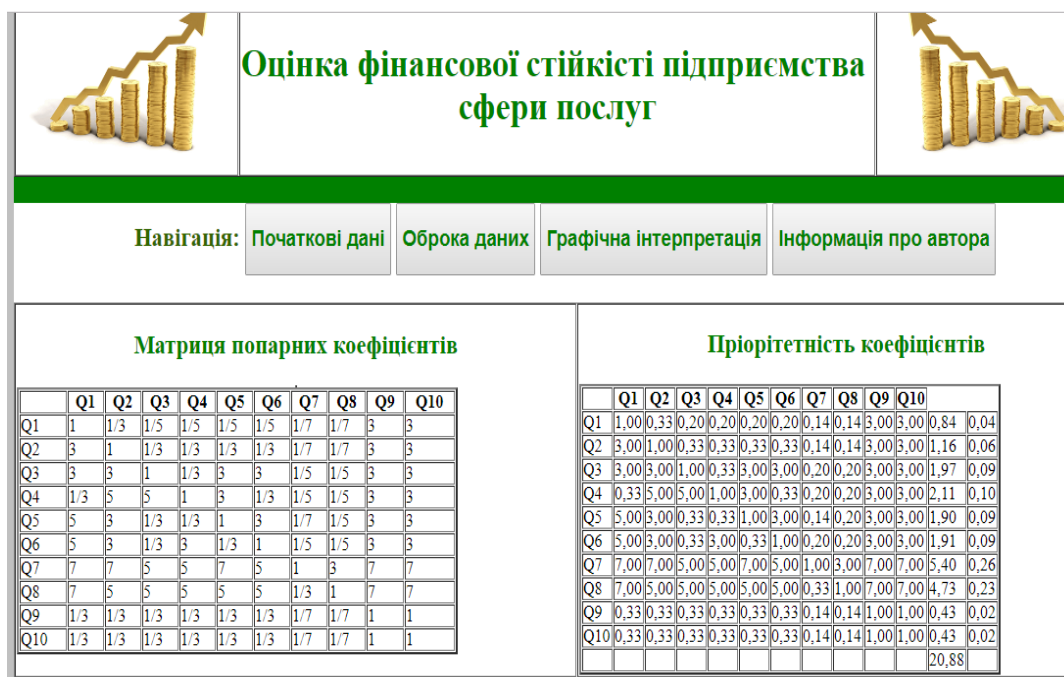 Оцінка фінансової стійкісті підприємства
сфери послуг
Навігація: Початкові дані Оброка даних Графічна інтерпретація Інформація про автора
Матриця попарних коефіцієнтів
Q1 Q2 Q3 Q4 Q5 Q6 Q7 Q8 Q9 Q10
Q1 1 1/3 1/5 1/5 1/5 1/5 1/7 1/7 3 3
Q2 3 1 1/3 1/3 1/3 1/3 1/7 1/7 3 3
Q3 3 3 1 1/3 3 3 1/5 1/5 3 3
Q4 1/3 5 5 1 3 1/3 1/5 1/5 3 3
Q5 5 3 1/3 1/3 1 3 1/7 1/5 3 3
Q6 5 3 1/3 3 1/3 1 1/5 1/5 3 3
Q7 7 7 5 5 7 5 1 3 7 7
Q8 7 5 5 5 5 5 1/3 1 7 7
Q9 1/3 1/3 1/3 1/3 1/3 1/3 1/7 1/7 1 1
Q10 1/3 1/3 1/3 1/3 1/3 1/3 1/7 1/7 1 1
Пріорітетність коефіцієнтів
Q1 Q2 Q3 Q4 Q5 Q6 Q7 Q8 Q9 Q10
Q1 1,00 0,33 0,20 0,20 0,20 0,20 0,14 0,14 3,00 3,00 0,84 0,04
Q2 3,00 1,00 0,33 0,33 0,33 0,33 0,14 0,14 3,00 3,00 1,16 0,06
Q3 3,00 3,00 1,00 0,33 3,00 3,00 0,20 0,20 3,00 3,00 1,97 0,09
Q4 0,33 5,00 5,00 1,00 3,00 0,33 0,20 0,20 3,00 3,00 2,11 0,10
Q5 5,00 3,00 0,33 0,33 1,00 3,00 0,14 0,20 3,00 3,00 1,90 0,09
Q6 5,00 3,00 0,33 3,00 0,33 1,00 0,20 0,20 3,00 3,00 1,91 0,09
Q7 7,00 7,00 5,00 5,00 7,00 5,00 1,00 3,00 7,00 7,00 5,40 0,26
Q8 7,00 5,00 5,00 5,00 5,00 5,00 0,33 1,00 7,00 7,00 4,73 0,23
Q9 0,33 0,33 0,33 0,33 0,33 0,33 0,14 0,14 1,00 1,00 0,43 0,02
Q10 0,33 0,33 0,33 0,33 0,33 0,33 0,14 0,14 1,00 1,00 0,43 0,02
20,88